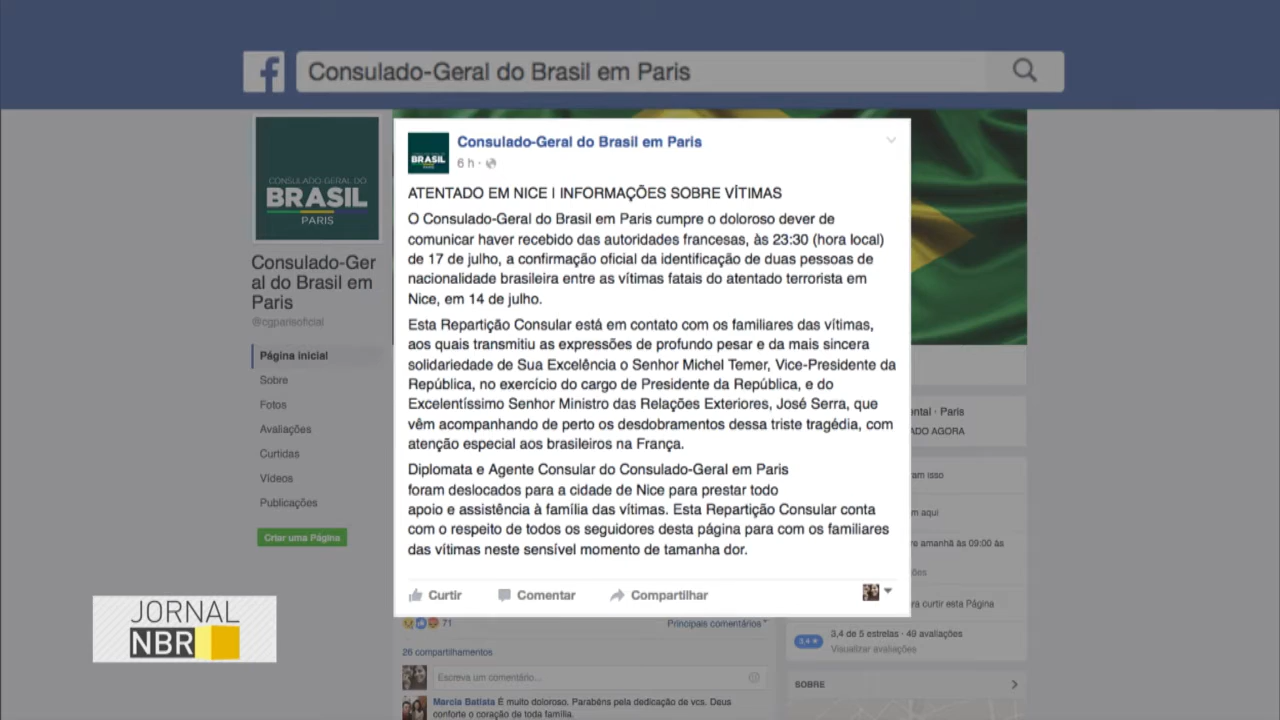 Consulado-Geral do Brasil em Paris
CONSULADO GERAL DO
BRASIL
PARIS
Consulado-Ger
al do Brasil em
Paris
@cgparisoficial
Página inicial
Sobre
Fotos
Avaliações
Curtidas
Vídeos
Publicações
Criar uma Página
BRASIL
Consulado-Geral do Brasil em Paris
6 h ·
ATENTADO EM NICE I INFORMAÇÕES SOBRE VÍTIMAS
O Consulado-Geral do Brasil em Paris cumpre o doloroso dever de
comunicar haver recebido das autoridades francesas, às 23:30 (hora local)
de 17 de julho, a confirmação oficial da identificação de duas pessoas de
nacionalidade brasileira entre as vítimas fatais do atentado terrorista em
Nice, em 14 de julho.
Esta Repartição Consular está em contato com os familiares das vítimas,
aos quais transmitiu as expressões de profundo pesar e da mais sincera
solidariedade de Sua Excelência o Senhor Michel Temer, Vice-Presidente da
República, no exercício do cargo de Presidente da República, e do
Excelentíssimo Senhor Ministro das Relações Exteriores, José Serra, que
vêm acompanhando de perto os desdobramentos dessa triste tragédia, com
atenção especial aos brasileiros na França.
Diplomata e Agente Consular do Consulado-Geral em Paris
foram deslocados para a cidade de Nice para prestar todo
apoio e assistência à família das vítimas. Esta Repartição Consular conta
com o respeito de todos os seguidores desta página para com os familiares
das vítimas neste sensível momento de tamanha dor.
Curtir Comentar Compartilhar
71 Principais comentários
26 compartilhamentos
Escreva um comentário...
Marcia Batista É muito doloroso. Parabéns pela dedicação de vcs. Deus
conforte o coração de toda família.
ental · Paris
ADO AGORA
am isso
m aqui
re amanhã às 09:00 às
ões
ra curtir esta Página
3,4 ★ 3,4 de 5 estrelas · 49 avaliações
Visualizar avaliações
SOBRE
JORNAL
NBR